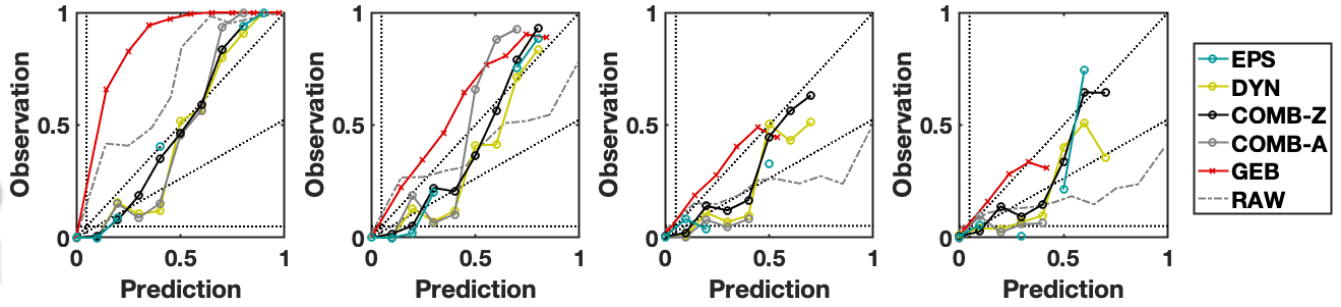 Observation
1
0.5
0
0 0.5 1
Prediction
Observation
1
0.5
0
0 0.5 1
Prediction
Observation
1
0.5
0
0 0.5 1
Prediction
Observation
1
0.5
0
0 0.5 1
Prediction
EPS
DYN
COMB-Z
COMB-A
GEB
RAW